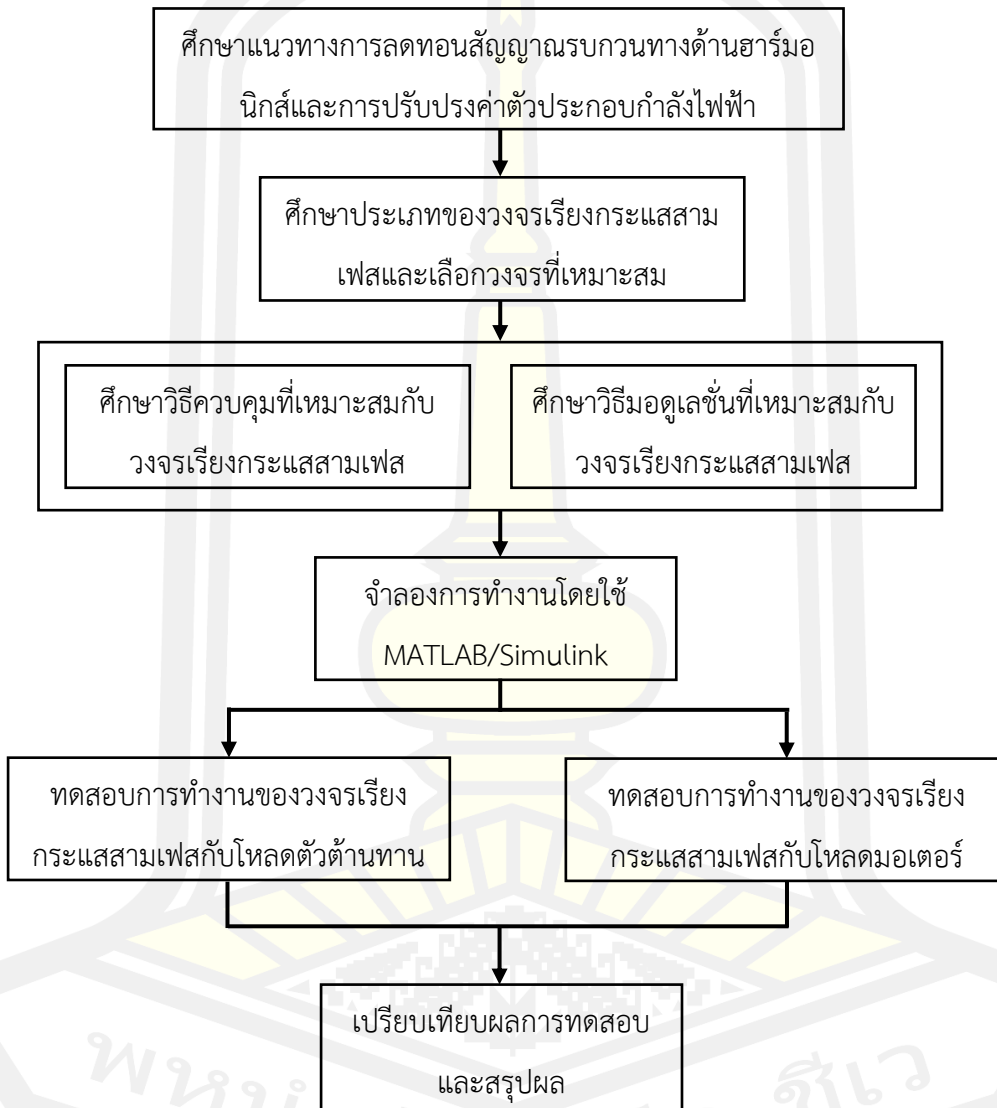 ศึกษาแนวทางการลดทอนสัญญาณรบกวนทางด้านฮาร์มอ
นิกส์และการปรับปรงค่าตัวประกอบกำลังไฟฟ้า
ศึกษาประเภทของวงจรเรียงกระแสสาม
เฟสและเลือกวงจรที่เหมาะสม
ศึกษาวิธีควบคุมที่เหมาะสมกับ
วงจรเรียงกระแสสามเฟส
ศึกษาวิธีมอดูเลชั่นที่เหมาะสมกับ
วงจรเรียงกระแสสามเฟส
จำลองการทำงานโดยใช้
MATLAB/Simulink
ทดสอบการทำงานของวงจรเรียง
กระแสสามเฟสกับโหลดตัวต้านทาน
ทดสอบการทำงานของวงจรเรียง
กระแสสามเฟสกับโหลดมอเตอร์
เปรียบเทียบผลการทดสอบ
และสรุปผล